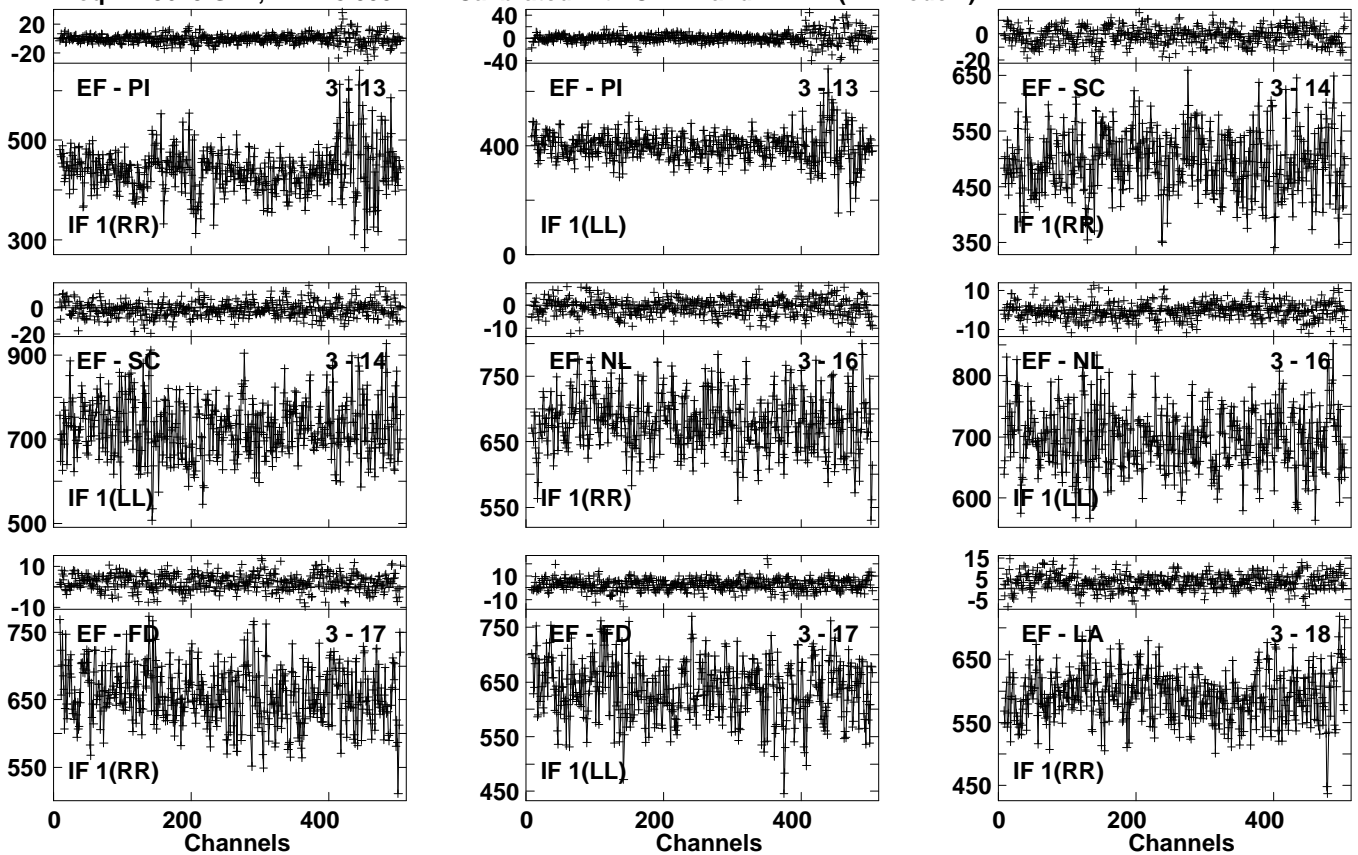 20
0
-20
EF - PI
3 - 13
500
300
IF 1(RR)
40
0
-40
EF - PI
3 - 13
400
0
IF 1(LL)
0
-20
650
EF - SC
3 - 14
550
450
350
IF 1(RR)
0
-20
900
EF - SC
3 - 14
700
500
IF 1(LL)
0
-10
EF - NL
3 - 16
750
650
550
IF 1(RR)
10
-10
EF - NL
3 - 16
800
700
600
IF 1(LL)
10
-10
750
EF - FD
3 - 17
650
550
IF 1(RR)
0 200 400
Channels
10
-10
750
EF - FD
3 - 17
650
550
450
IF 1(LL)
0 200 400
Channels
15
5
-5
EF - LA
3 - 18
650
550
450
IF 1(RR)
0 200 400
Channels